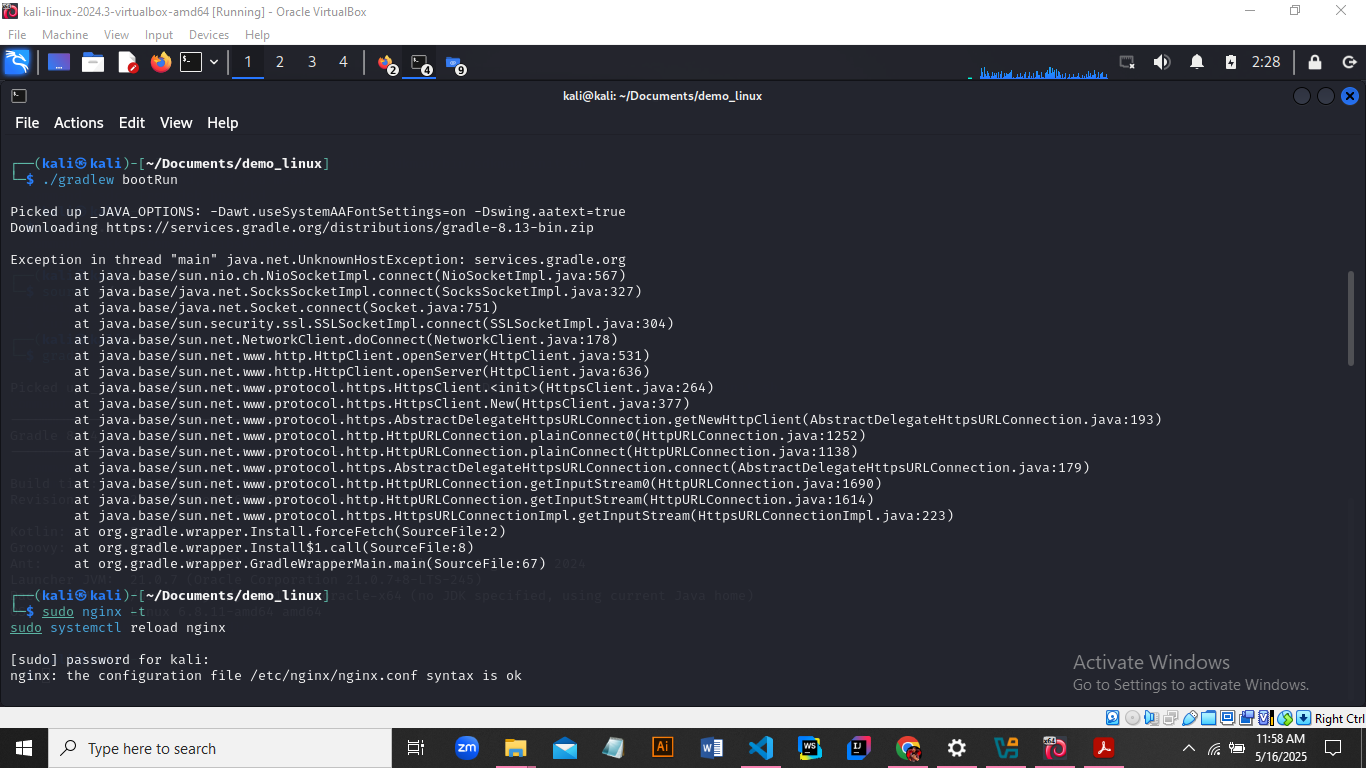 kali-linux-2024.3-virtualbox-amd64 [Running] - Oracle VirtualBox
File Machine View Input Devices Help
1 2 3 4 2 4 9 2:28
kali@kali: ~/Documents/demo_linux
File Actions Edit View Help
┌──(kali㉿kali)-[~/Documents/demo_linux]
└─$ ./gradlew bootRun
Picked up _JAVA_OPTIONS: -Dawt.useSystemAAFontSettings=on -Dswing.aatext=true
Downloading https://services.gradle.org/distributions/gradle-8.13-bin.zip
Exception in thread "main" java.net.UnknownHostException: services.gradle.org
at java.base/sun.nio.ch.NioSocketImpl.connect(NioSocketImpl.java:567)
at java.base/java.net.SocksSocketImpl.connect(SocksSocketImpl.java:327)
at java.base/java.net.Socket.connect(Socket.java:751)
at java.base/sun.security.ssl.SSLSocketImpl.connect(SSLSocketImpl.java:304)
at java.base/sun.net.NetworkClient.doConnect(NetworkClient.java:178)
at java.base/sun.net.www.http.HttpClient.openServer(HttpClient.java:531)
at java.base/sun.net.www.http.HttpClient.openServer(HttpClient.java:636)
at java.base/sun.net.www.protocol.https.HttpsClient.<init>(HttpsClient.java:264)
at java.base/sun.net.www.protocol.https.HttpsClient.New(HttpsClient.java:377)
at java.base/sun.net.www.protocol.https.AbstractDelegateHttpsURLConnection.getNewHttpClient(AbstractDelegateHttpsURLConnection.java:193)
at java.base/sun.net.www.protocol.http.HttpURLConnection.plainConnect0(HttpURLConnection.java:1252)
at java.base/sun.net.www.protocol.http.HttpURLConnection.plainConnect(HttpURLConnection.java:1138)
at java.base/sun.net.www.protocol.https.AbstractDelegateHttpsURLConnection.connect(AbstractDelegateHttpsURLConnection.java:179)
at java.base/sun.net.www.protocol.http.HttpURLConnection.getInputStream0(HttpURLConnection.java:1690)
at java.base/sun.net.www.protocol.http.HttpURLConnection.getInputStream(HttpURLConnection.java:1614)
at java.base/sun.net.www.protocol.https.HttpsURLConnectionImpl.getInputStream(HttpsURLConnectionImpl.java:223)
at org.gradle.wrapper.Install.forceFetch(SourceFile:2)
at org.gradle.wrapper.Install$1.call(SourceFile:8)
at org.gradle.wrapper.GradleWrapperMain.main(SourceFile:67)
┌──(kali㉿kali)-[~/Documents/demo_linux]
└─$ sudo nginx -t
sudo systemctl reload nginx
[sudo] password for kali:
nginx: the configuration file /etc/nginx/nginx.conf syntax is ok
Activate Windows
Go to Settings to activate Windows.
Right Ctrl
Type here to search
zm Ai W WS IJ
11:58 AM
5/16/2025